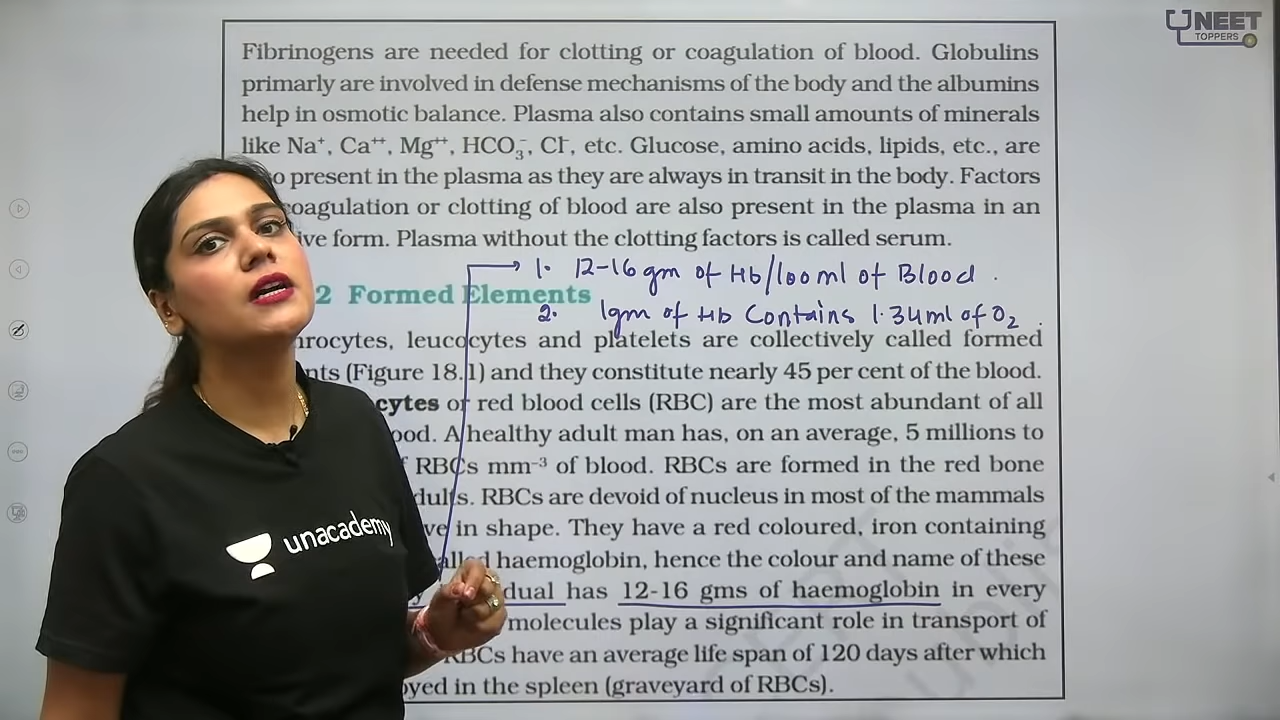 NEET
TOPPERS
Fibrinogens are needed for clotting or coagulation of blood. Globulins
primarly are involved in defense mechanisms of the body and the albumins
help in osmotic balance. Plasma also contains small amounts of minerals
like Na⁺, Ca⁺⁺, Mg⁺⁺, HCO₃⁻, Cl⁻, etc. Glucose, amino acids, lipids, etc., are
o present in the plasma as they are always in transit in the body. Factors
coagulation or clotting of blood are also present in the plasma in an
ive form. Plasma without the clotting factors is called serum.
1. 12-16 gm of Hb/100ml of Blood.
2 Formed Elements
2. 1gm of Hb Contains 1.34ml of O₂.
hrocytes, leucocytes and platelets are collectively called formed
nts (Figure 18.1) and they constitute nearly 45 per cent of the blood.
cytes or red blood cells (RBC) are the most abundant of all
ood. A healthy adult man has, on an average, 5 millions to
RBCs mm⁻³ of blood. RBCs are formed in the red bone
dults. RBCs are devoid of nucleus in most of the mammals
ve in shape. They have a red coloured, iron containing
alled haemoglobin, hence the colour and name of these
dual has 12-16 gms of haemoglobin in every
molecules play a significant role in transport of
RBCs have an average life span of 120 days after which
oyed in the spleen (graveyard of RBCs).
unacademy